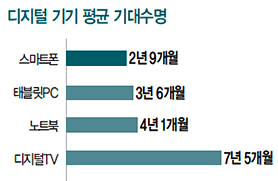 디지털 기기 평균 기대수명
스마트폰 2년 9개월
태블릿PC 3년 6개월
노트북 4년 1개월
디지털TV 7년 5개월